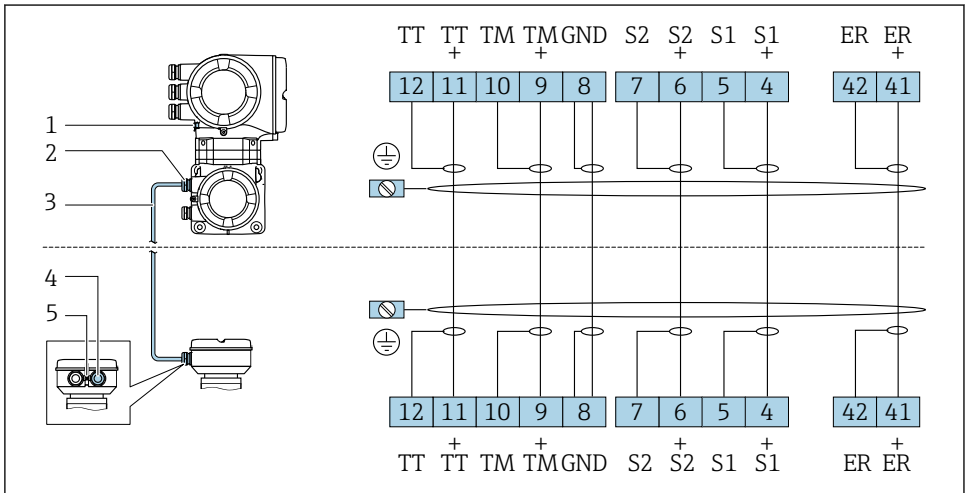 TT TT TM TM GND S2 S2 S1 S1 ER ER
+ + + + +
12 11 10 9 8 7 6 5 4 42 41
1
2
3
4
5
12 11 10 9 8 7 6 5 4 42 41
+ + + + +
TT TT TM TM GND S2 S2 S1 S1 ER ER